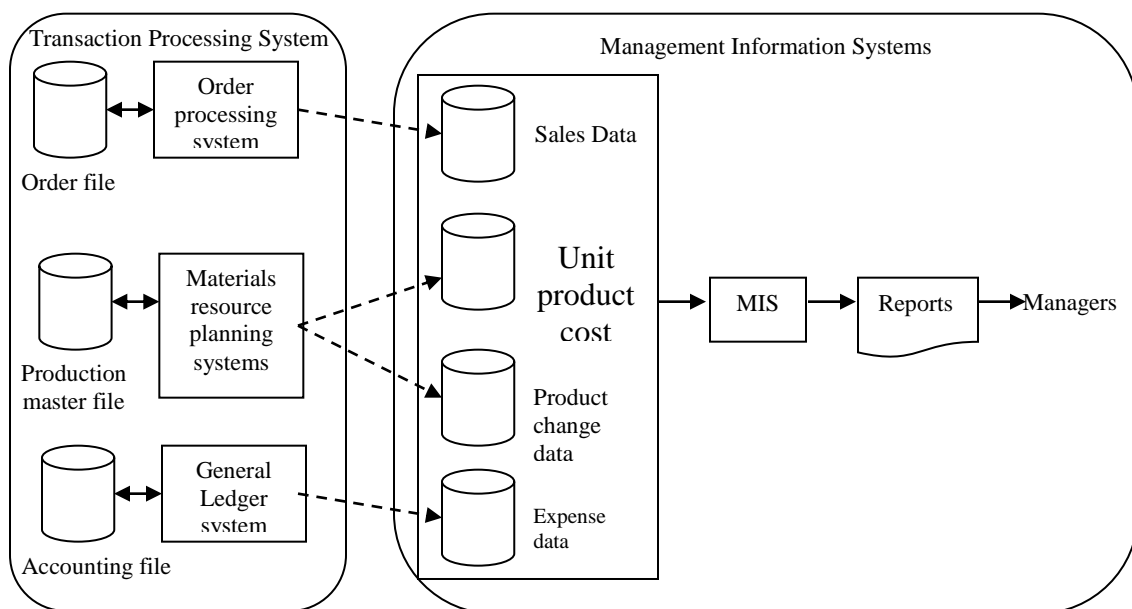 Transaction Processing System
Management Information Systems
Order
processing
system
Order file
Sales Data
Materials
resource
planning
systems
Production
master file
Unit
product
cost
Product
change
data
MIS
Reports
Managers
General
Ledger
system
Accounting file
Expense
data